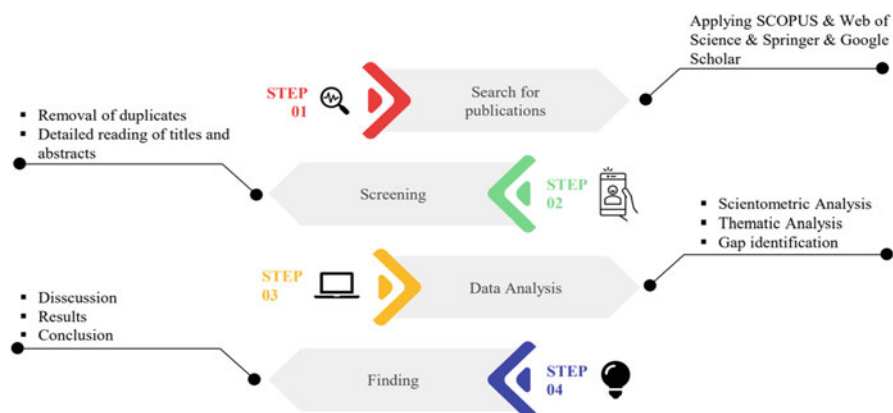 Applying SCOPUS & Web of
Science & Springer & Google
Scholar
STEP
01
Search for
publications
▪ Removal of duplicates
▪ Detailed reading of titles and
abstracts
Screening
STEP
02
▪ Scientometric Analysis
▪ Thematic Analysis
▪ Gap identification
STEP
03
Data Analysis
▪ Disscussion
▪ Results
▪ Conclusion
Finding
STEP
04